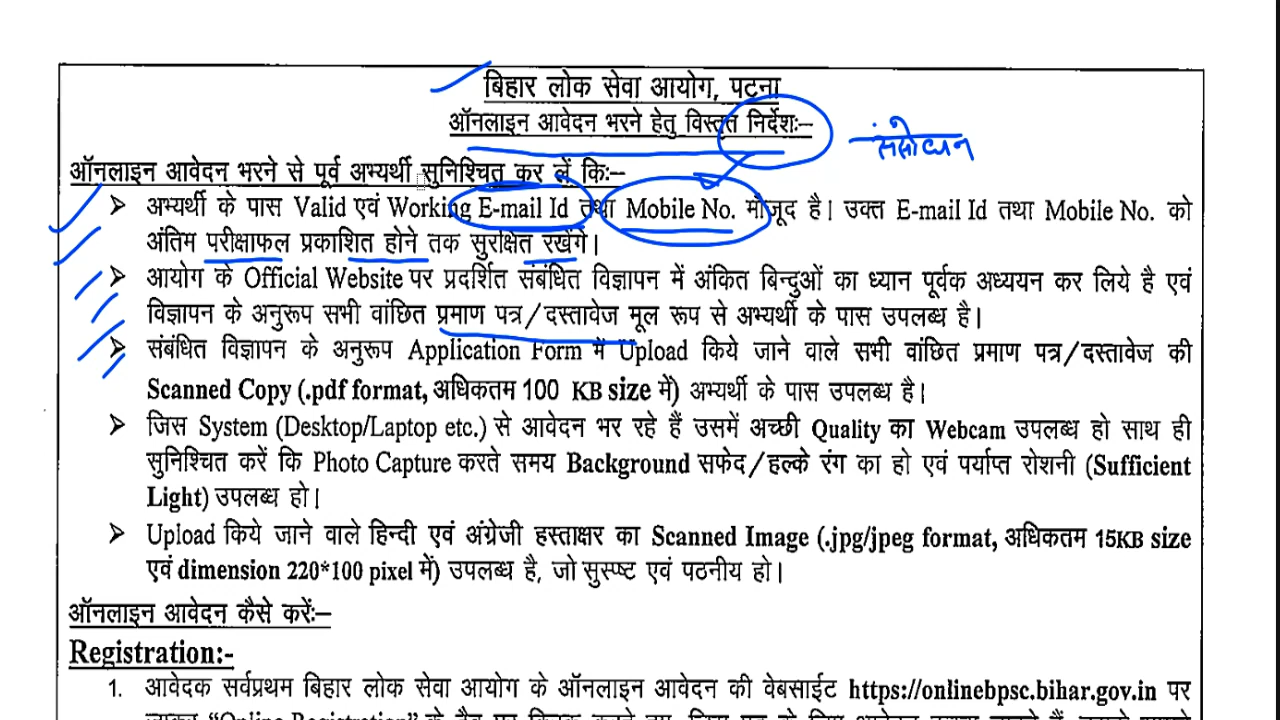 बिहार लोक सेवा आयोग, पटना
ऑनलाइन आवेदन भरने हेतु विस्तृत निर्देशः–
संसोधन
ऑनलाइन आवेदन भरने से पूर्व अभ्यर्थी सुनिश्चित कर लें किः–
➢ अभ्यर्थी के पास Valid एवं Working E-mail Id तथा Mobile No. मौजूद है। उक्त E-mail Id तथा Mobile No. को
अंतिम परीक्षाफल प्रकाशित होने तक सुरक्षित रखेंगे।
➢ आयोग के Official Website पर प्रदर्शित संबंधित विज्ञापन में अंकित बिन्दुओं का ध्यान पूर्वक अध्ययन कर लिये है एवं
विज्ञापन के अनुरूप सभी वांछित प्रमाण पत्र/दस्तावेज मूल रूप से अभ्यर्थी के पास उपलब्ध है।
➢ संबंधित विज्ञापन के अनुरूप Application Form में Upload किये जाने वाले सभी वांछित प्रमाण पत्र/दस्तावेज की
Scanned Copy (.pdf format, अधिकतम 100 KB size में) अभ्यर्थी के पास उपलब्ध है।
➢ जिस System (Desktop/Laptop etc.) से आवेदन भर रहे हैं उसमें अच्छी Quality का Webcam उपलब्ध हो साथ ही
सुनिश्चित करें कि Photo Capture करते समय Background सफेद/हल्के रंग का हो एवं पर्याप्त रोशनी (Sufficient
Light) उपलब्ध हो।
➢ Upload किये जाने वाले हिन्दी एवं अंग्रेजी हस्ताक्षर का Scanned Image (.jpg/jpeg format, अधिकतम 15KB size
एवं dimension 220*100 pixel में) उपलब्ध है, जो सुस्पष्ट एवं पठनीय हो।
ऑनलाइन आवेदन कैसे करेंः–
Registration:-
1. आवेदक सर्वप्रथम बिहार लोक सेवा आयोग के ऑनलाइन आवेदन की वेबसाईट https://onlinebpsc.bihar.gov.in पर